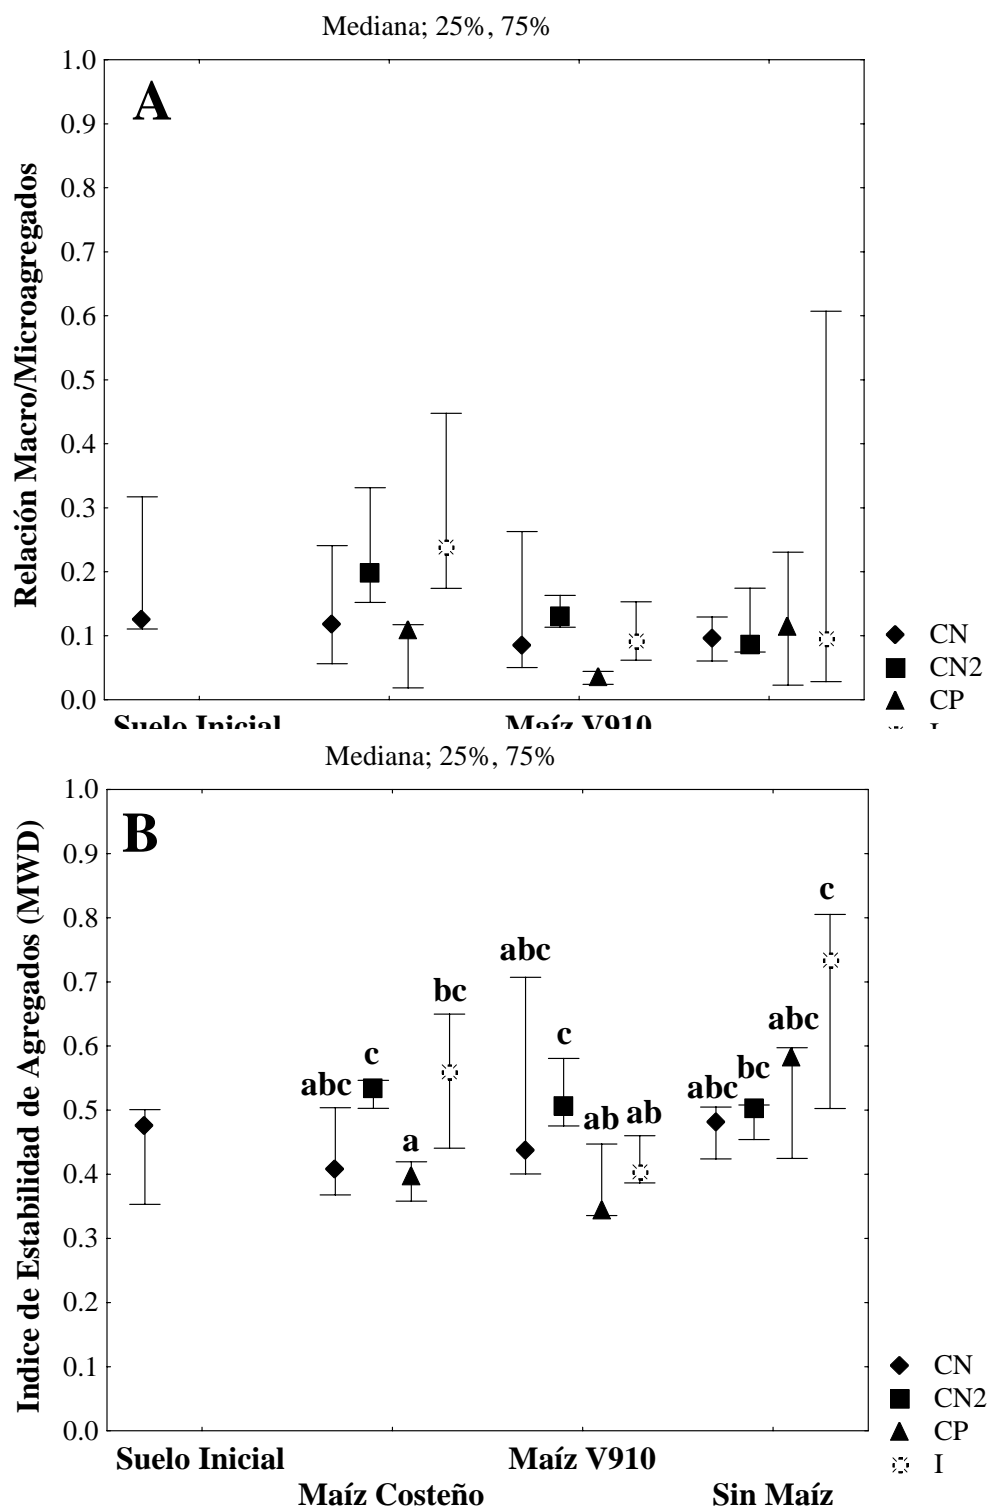 Mediana; 25%, 75%
A
Relación Macro/Microagregados
1.0
0.9
0.8
0.7
0.6
0.5
0.4
0.3
0.2
0.1
0.0
CN
CN2
CP
I
Suelo Inicial
Maíz V910
Mediana; 25%, 75%
B
Indice de Estabilidad de Agregados (MWD)
1.0
0.9
0.8
0.7
0.6
0.5
0.4
0.3
0.2
0.1
0.0
abc
c
a
bc
abc
c
ab
ab
abc
bc
abc
c
CN
CN2
CP
I
Suelo Inicial
Maíz V910
Maíz Costeño
Sin Maíz